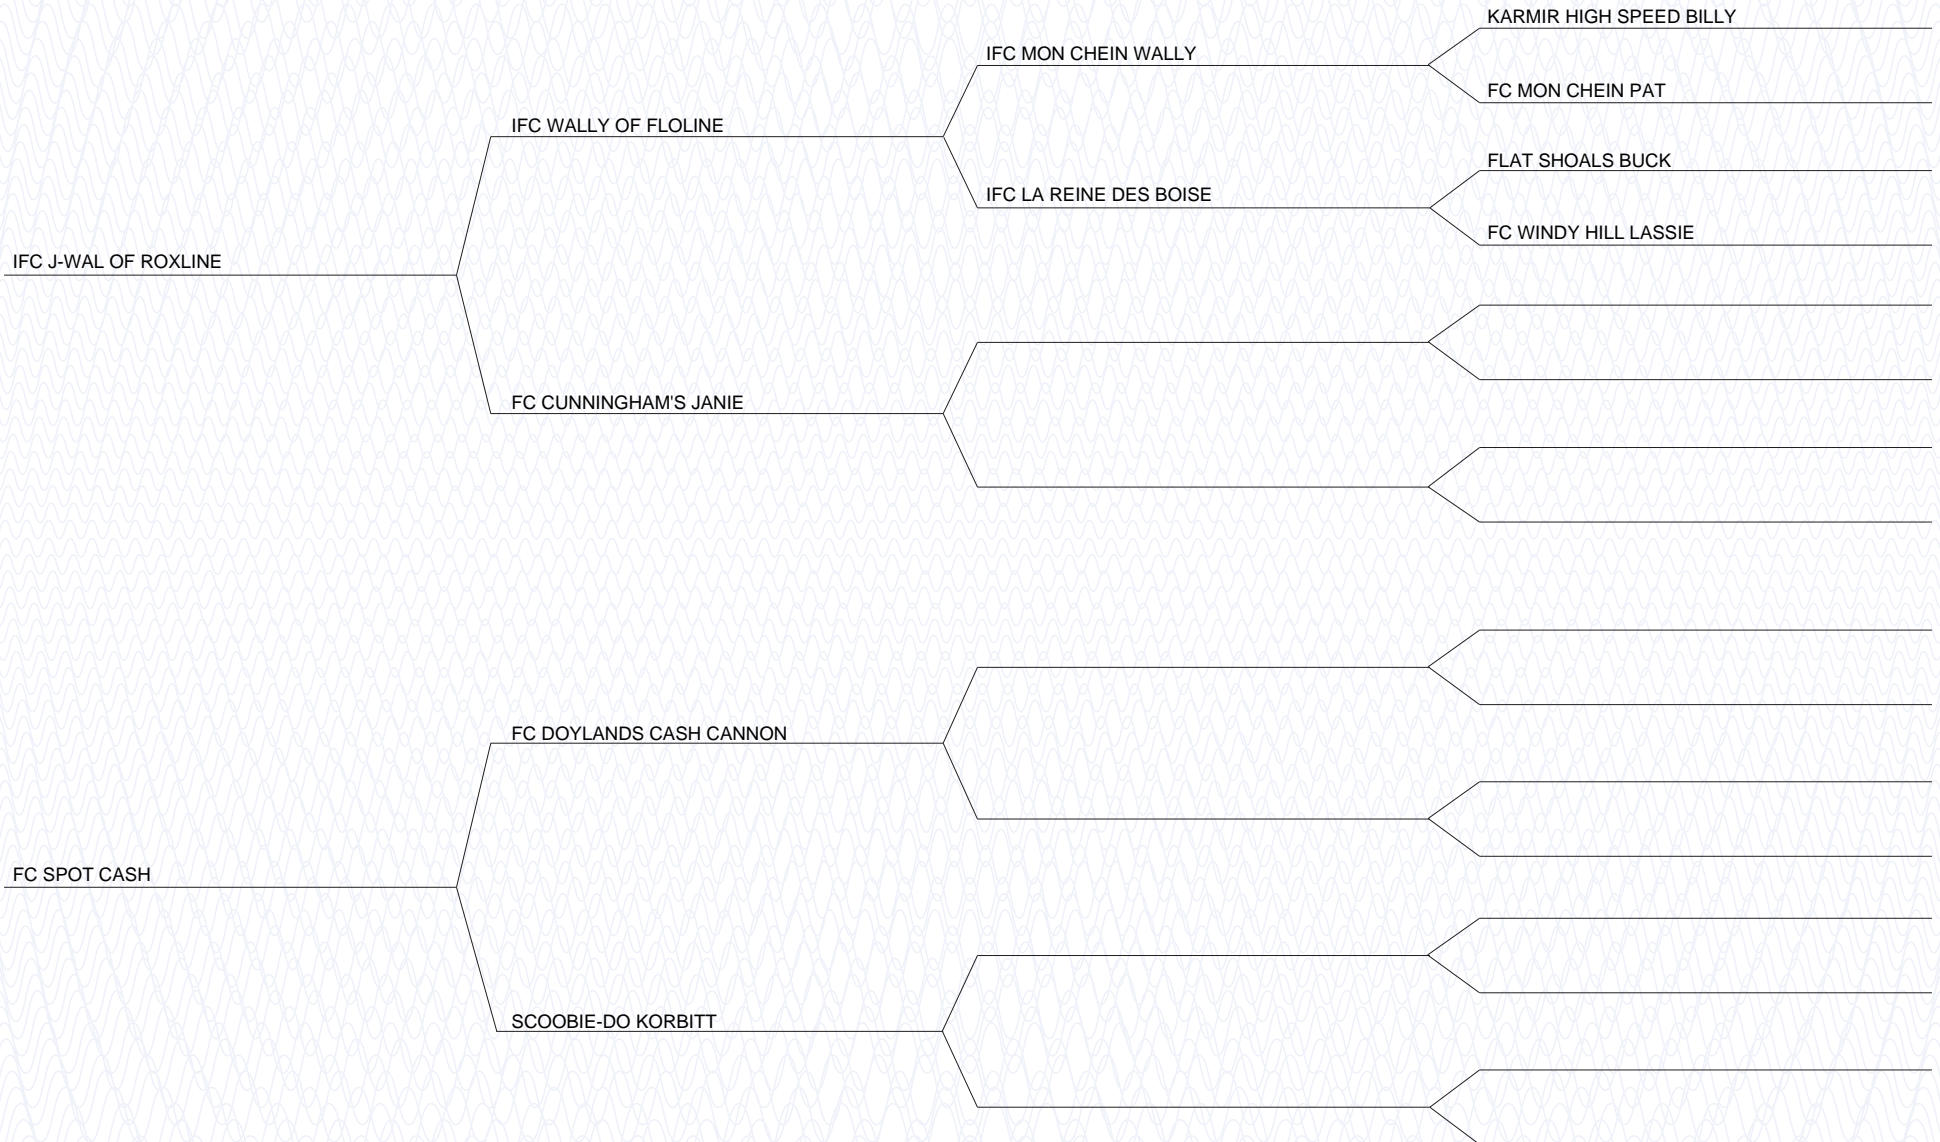 KARMIR HIGH SPEED BILLY
IFC MON CHEIN WALLY
FC MON CHEIN PAT
IFC WALLY OF FLOLINE
FLAT SHOALS BUCK
IFC LA REINE DES BOISE
FC WINDY HILL LASSIE
IFC J-WAL OF ROXLINE
FC CUNNINGHAM'S JANIE
FC DOYLANDS CASH CANNON
FC SPOT CASH
SCOOBIE-DO KORBITT